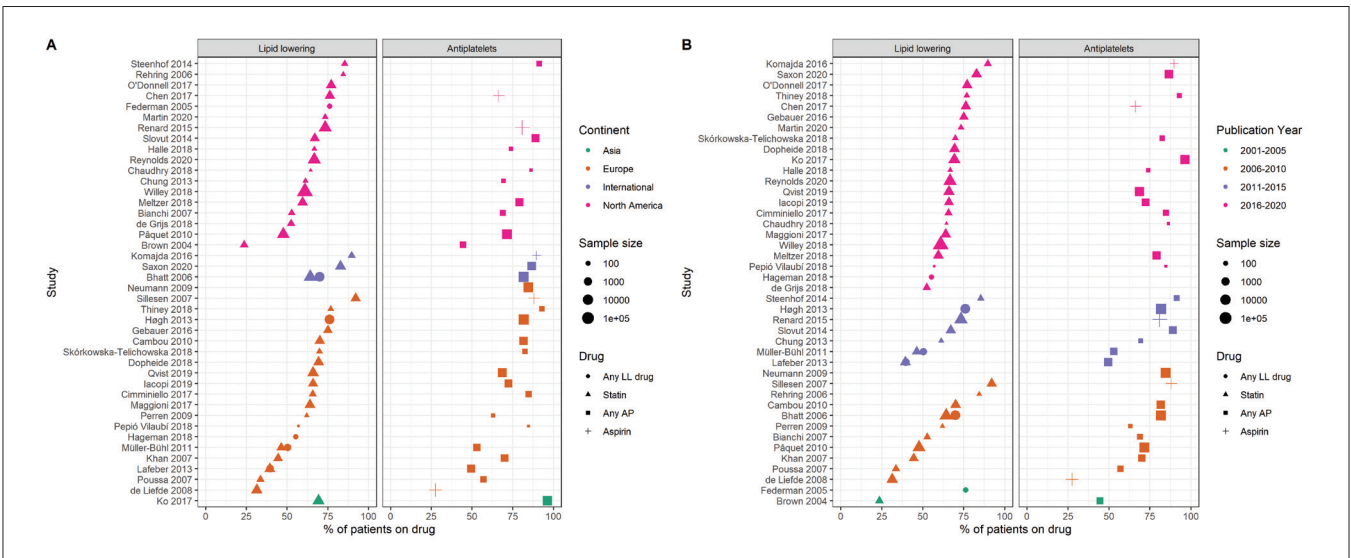 A
Lipid lowering
Antiplatelets
Study
Steenhof 2014
Rehring 2006
O'Donnell 2017
Chen 2017
Federman 2005
Martin 2020
Renard 2015
Slovut 2014
Halle 2018
Reynolds 2020
Chaudhry 2018
Chung 2013
Willey 2018
Meltzer 2018
Bianchi 2007
de Grijs 2018
Pâquet 2010
Brown 2004
Komajda 2016
Saxon 2020
Bhatt 2006
Neumann 2009
Sillesen 2007
Thiney 2018
Høgh 2013
Gebauer 2016
Cambou 2010
Skórkowska-Telichowska 2018
Dopheide 2018
Qvist 2019
Iacopi 2019
Cimminiello 2017
Maggioni 2017
Perren 2009
Pepió Vilaubí 2018
Hageman 2018
Müller-Bühl 2011
Khan 2007
Lafeber 2013
Poussa 2007
de Liefde 2008
Ko 2017
0 25 50 75 100 0 25 50 75 100
% of patients on drug
Continent
Asia
Europe
International
North America
Sample size
100
1000
10000
1e+05
Drug
Any LL drug
Statin
Any AP
Aspirin
B
Lipid lowering
Antiplatelets
Study
Komajda 2016
Saxon 2020
O'Donnell 2017
Thiney 2018
Chen 2017
Gebauer 2016
Martin 2020
Skórkowska-Telichowska 2018
Dopheide 2018
Ko 2017
Halle 2018
Reynolds 2020
Qvist 2019
Iacopi 2019
Cimminiello 2017
Chaudhry 2018
Maggioni 2017
Willey 2018
Meltzer 2018
Pepió Vilaubí 2018
Hageman 2018
de Grijs 2018
Steenhof 2014
Høgh 2013
Renard 2015
Slovut 2014
Chung 2013
Müller-Bühl 2011
Lafeber 2013
Neumann 2009
Sillesen 2007
Rehring 2006
Cambou 2010
Bhatt 2006
Perren 2009
Bianchi 2007
Pâquet 2010
Khan 2007
Poussa 2007
de Liefde 2008
Federman 2005
Brown 2004
0 25 50 75 100 0 25 50 75 100
% of patients on drug
Publication Year
2001-2005
2006-2010
2011-2015
2016-2020
Sample size
100
1000
10000
1e+05
Drug
Any LL drug
Statin
Any AP
Aspirin